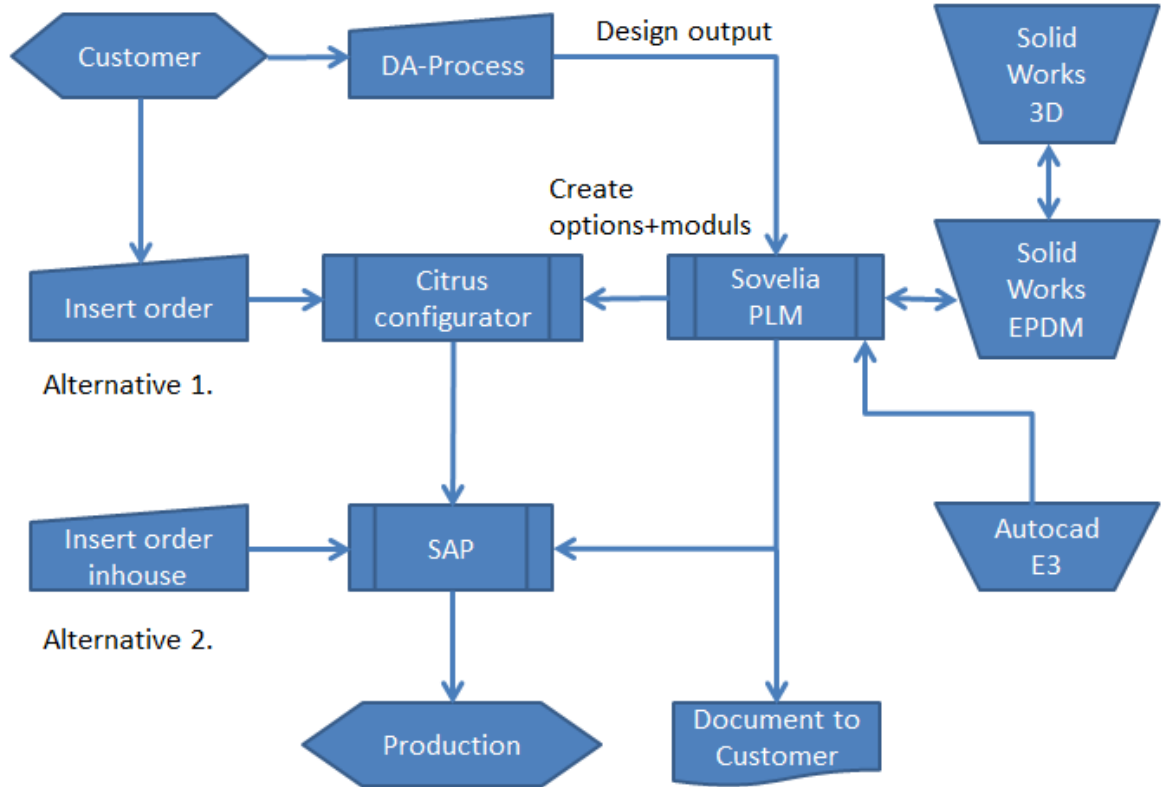 Customer
DA-Process
Design output
Solid
Works
3D
Create
options+moduls
Insert order
Citrus
configurator
Sovelia
PLM
Solid
Works
EPDM
Alternative 1.
Insert order
inhouse
SAP
Autocad
E3
Alternative 2.
Production
Document to
Customer